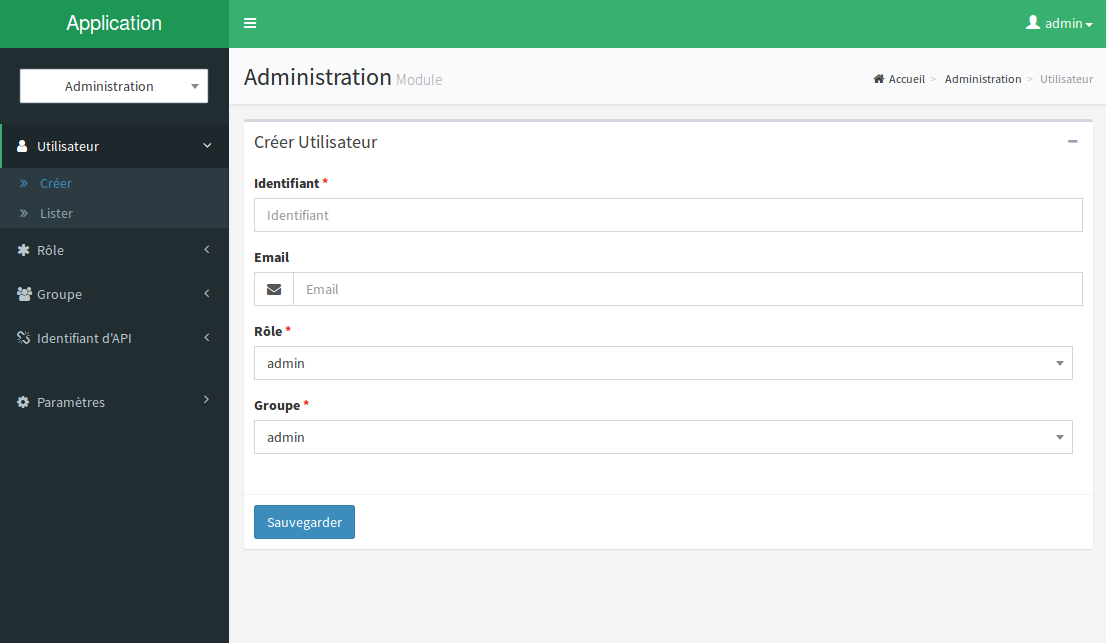 Application
admin
Administration
Administration Module
Accueil > Administration > Utilisateur
Utilisateur
Créer
Lister
Rôle
Groupe
Identifiant d'API
Paramètres
Créer Utilisateur
Identifiant *
Identifiant
Email
Email
Rôle *
admin
Groupe *
admin
Sauvegarder